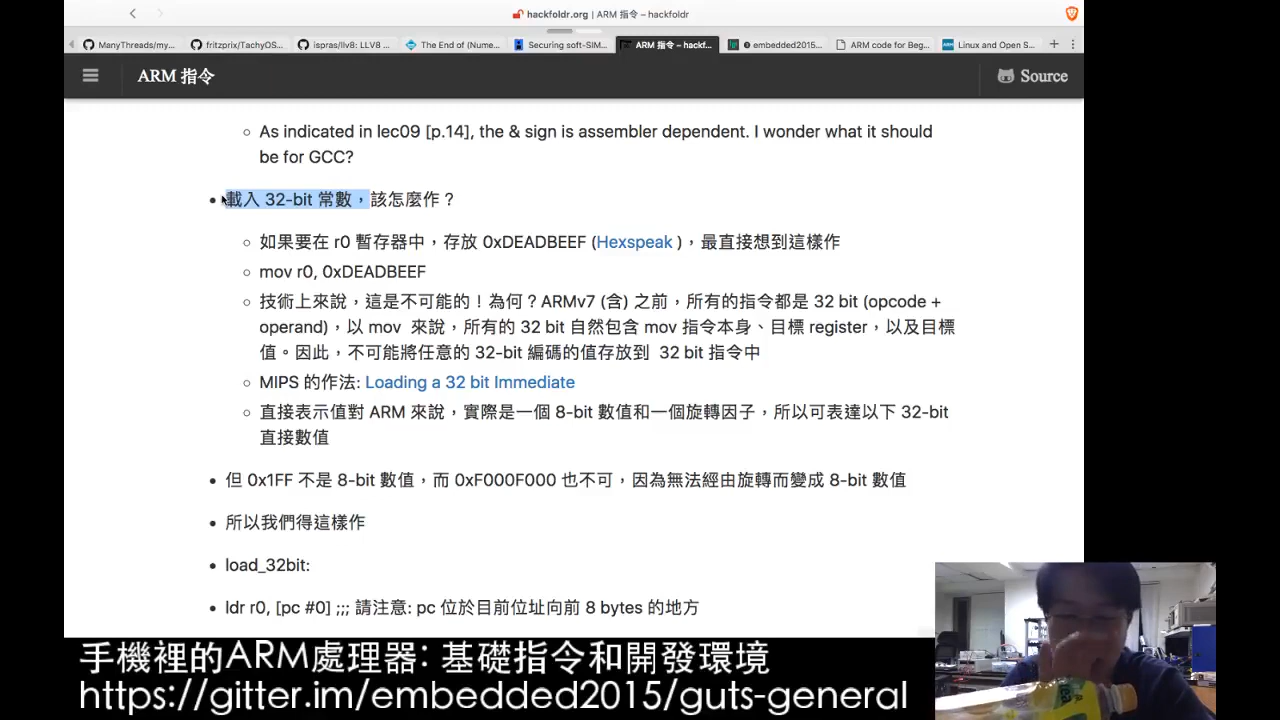 hackfoldr.org | ARM 指令 ~ hackfoldr
ManyThreads/my...
fritzprix/TachyOS...
ispras/llv8: LLV8 ...
The End of (Nume...
Securing soft-SIM...
ARM 指令 ~ hackf...
embedded2015...
ARM code for Beg...
Linux and Open S...
ARM 指令
Source
As indicated in lec09 [p.14], the & sign is assembler dependent. I wonder what it should
be for GCC?
載入 32-bit 常數，該怎麼作？
如果要在 r0 暫存器中，存放 0xDEADBEEF (Hexspeak )，最直接想到這樣作
mov r0, 0xDEADBEEF
技術上來說，這是不可能的！為何？ARMv7 (含) 之前，所有的指令都是 32 bit (opcode +
operand)，以 mov 來說，所有的 32 bit 自然包含 mov 指令本身、目標 register，以及目標
值。因此，不可能將任意的 32-bit 編碼的值存放到 32 bit 指令中
MIPS 的作法: Loading a 32 bit Immediate
直接表示值對 ARM 來說，實際是一個 8-bit 數值和一個旋轉因子，所以可表達以下 32-bit
直接數值
但 0x1FF 不是 8-bit 數值，而 0xF000F000 也不可，因為無法經由旋轉而變成 8-bit 數值
所以我們得這樣作
load_32bit:
ldr r0, [pc #0] ;;; 請注意: pc 位於目前位址向前 8 bytes 的地方
手機裡的ARM處理器: 基礎指令和開發環境
https://gitter.im/embedded2015/guts-general